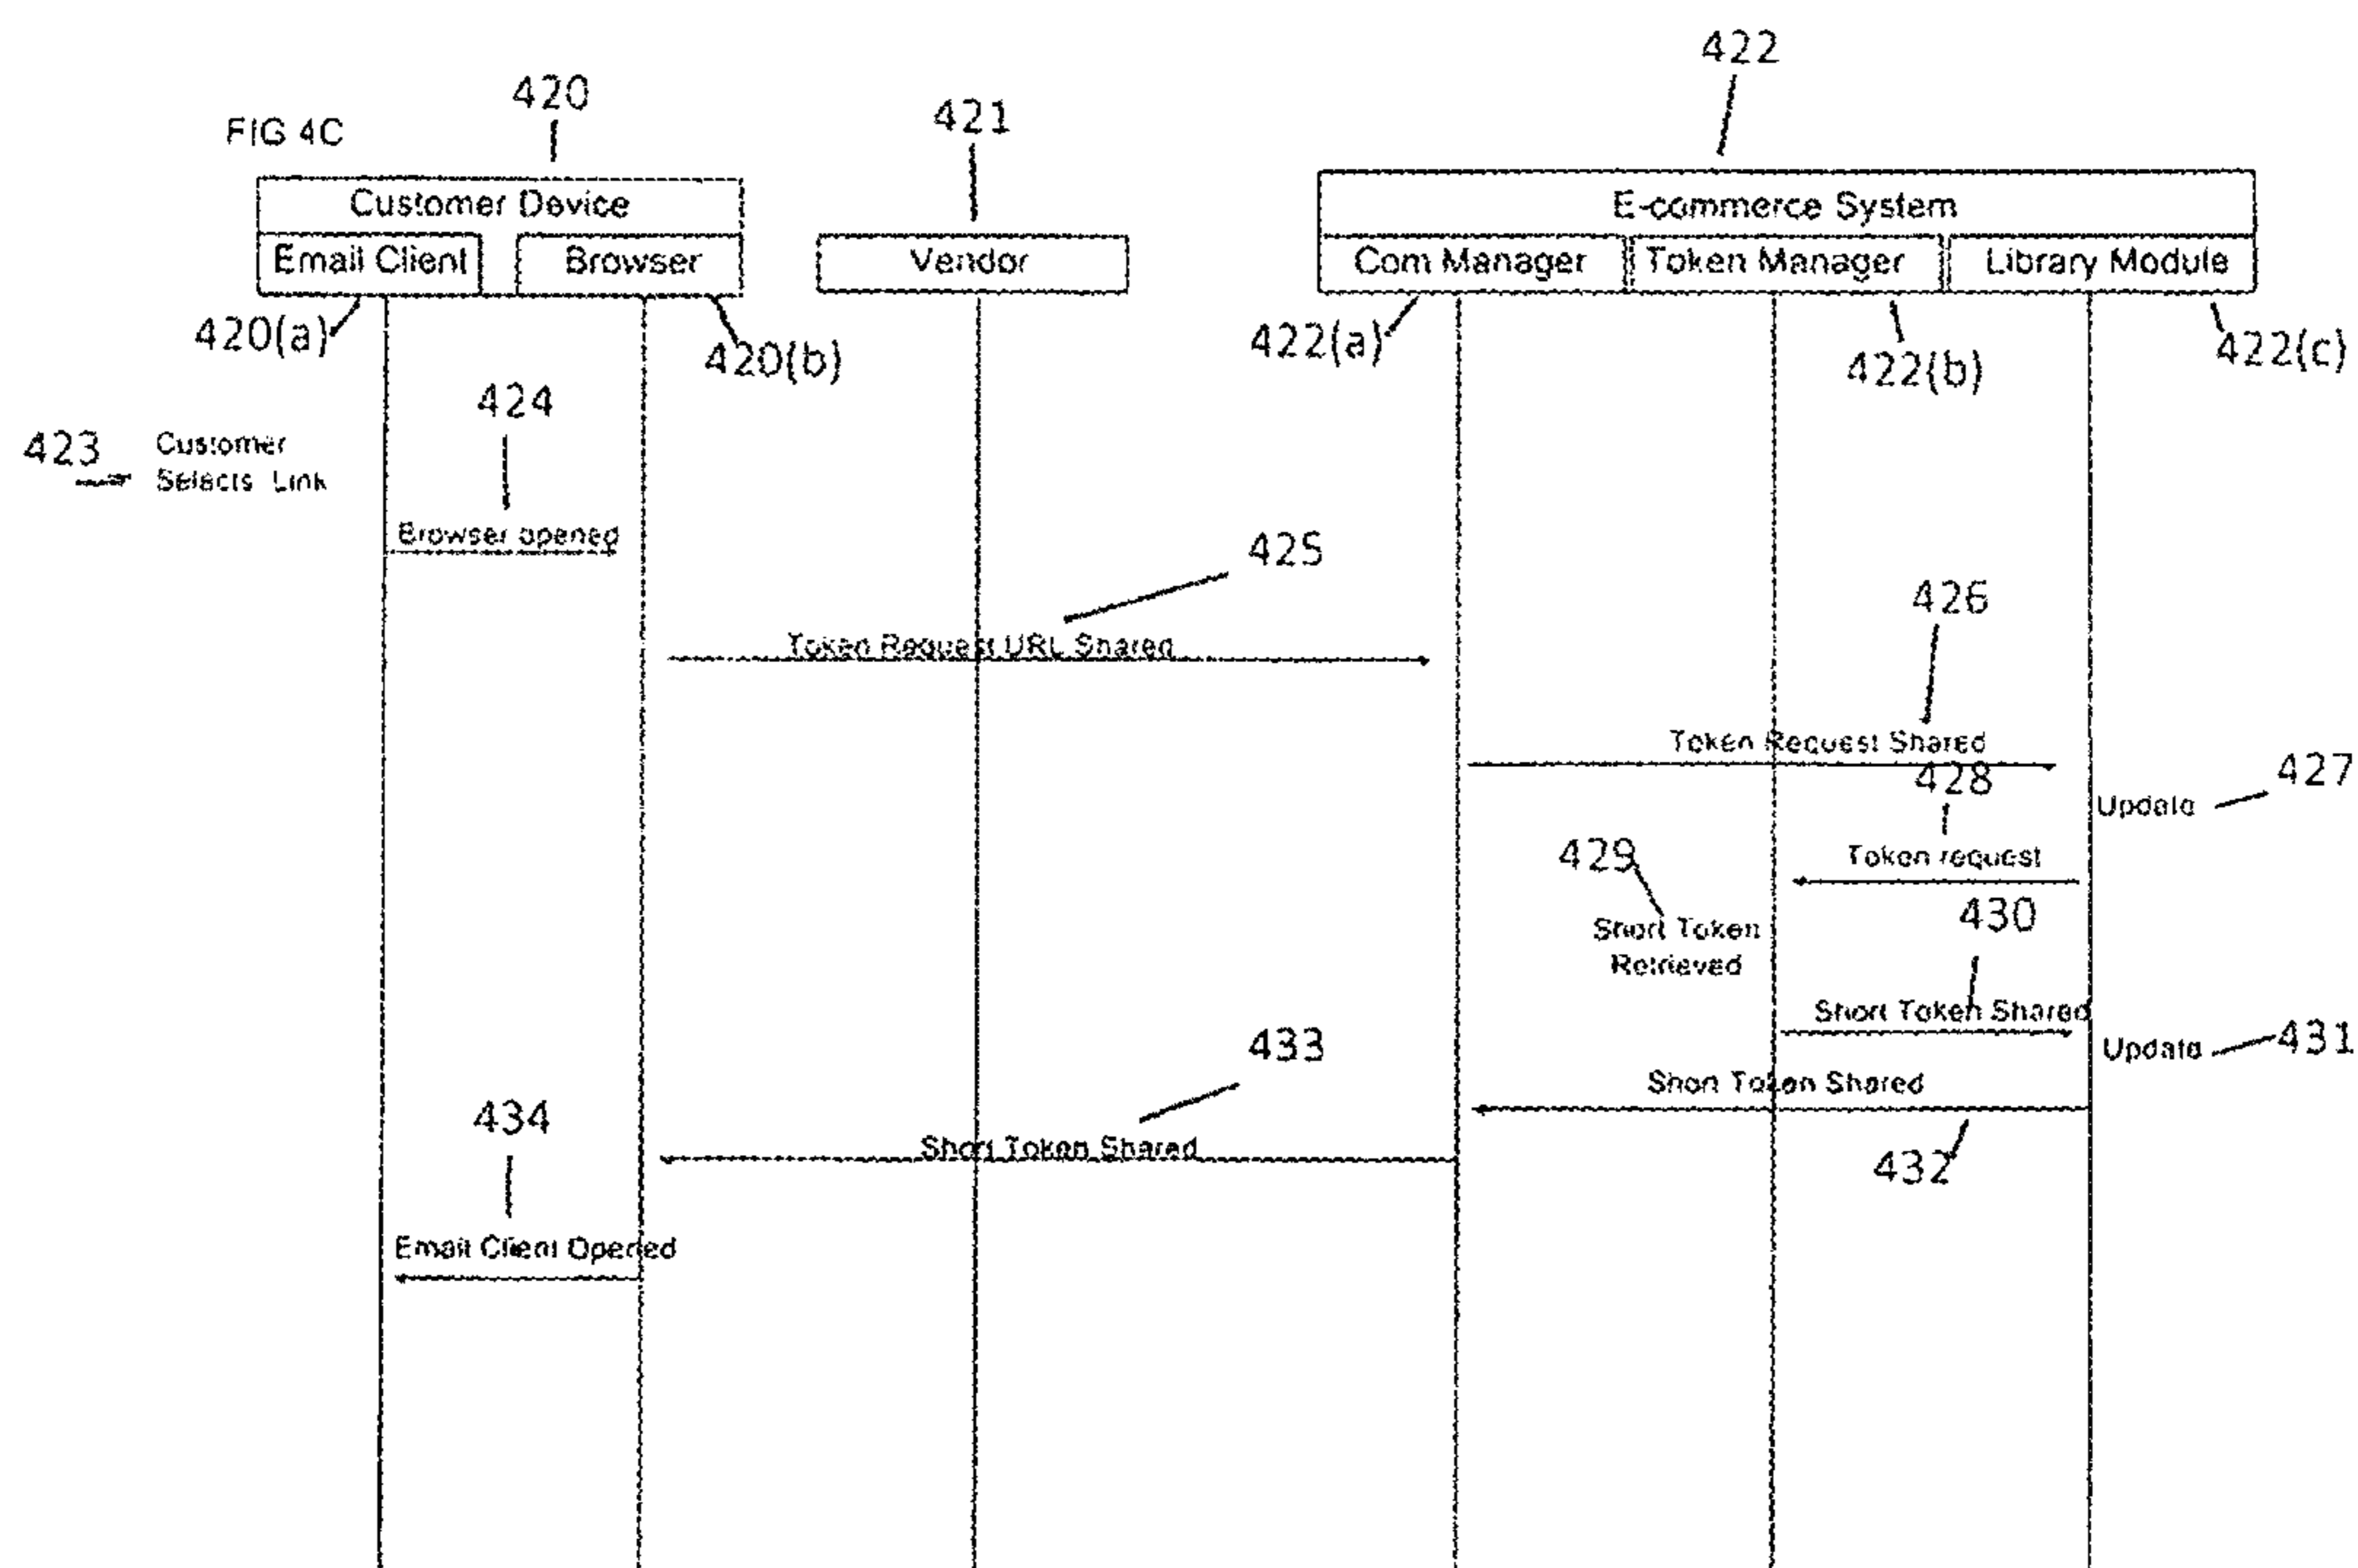 422
420
421
FIG 4C
Customer Device
E-commerce System
Email Client
Browser
Vendor
Com Manager
Token Manager
Library Module
420(a)
420(b)
422(a)
422(b)
422(c)
424
423
Customer
Selects Link
Browser opened
425
426
Token Request URL Shared
Token Request Shared
428
427
Update
429
Token request
430
Short Token
Retrieved
Short Token Shared
433
431
Update
Short Token Shared
434
Short Token Shared
432
Email Client Opened